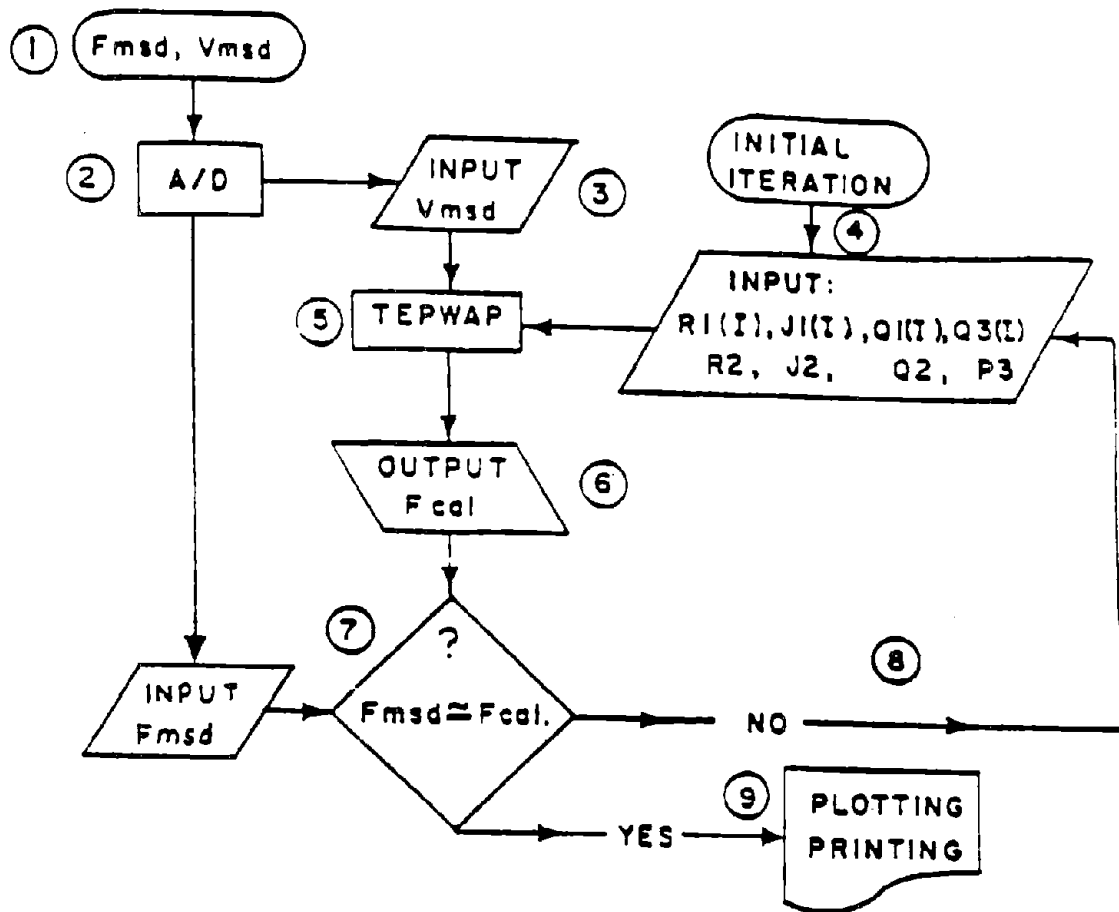 1
Fmsd, Vmsd
2
A/D
INPUT
Vmsd
3
INITIAL
ITERATION
4
INPUT:
R1(I), J1(I), Q1(I), Q3(I)
R2, J2, Q2, P3
5
TEPWAP
OUTPUT
Fcal
6
7
?
Fmsd≅Fcal.
INPUT
Fmsd
8
NO
9
YES
PLOTTING
PRINTING